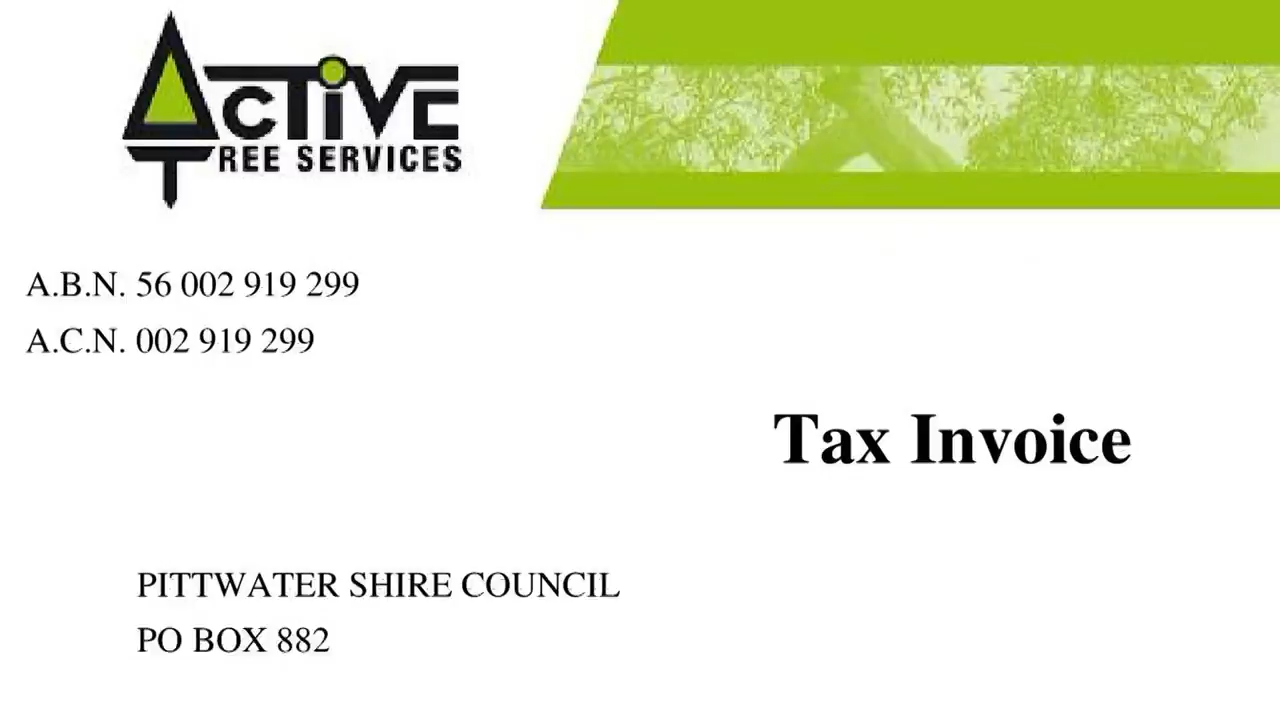 ACTIVE
TREE SERVICES
A.B.N. 56 002 919 299
A.C.N. 002 919 299
Tax Invoice
PITTWATER SHIRE COUNCIL
PO BOX 882